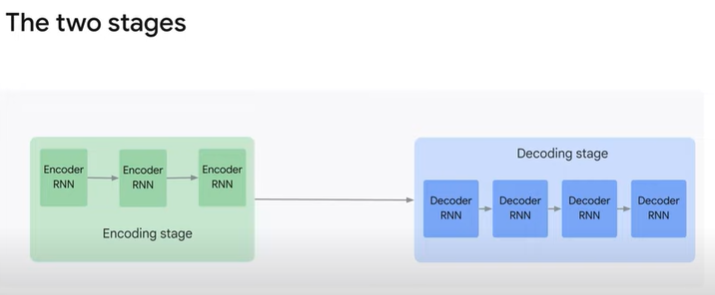 The two stages
Encoder
RNN
Encoder
RNN
Encoder
RNN
Encoding stage
Decoding stage
Decoder
RNN
Decoder
RNN
Decoder
RNN
Decoder
RNN